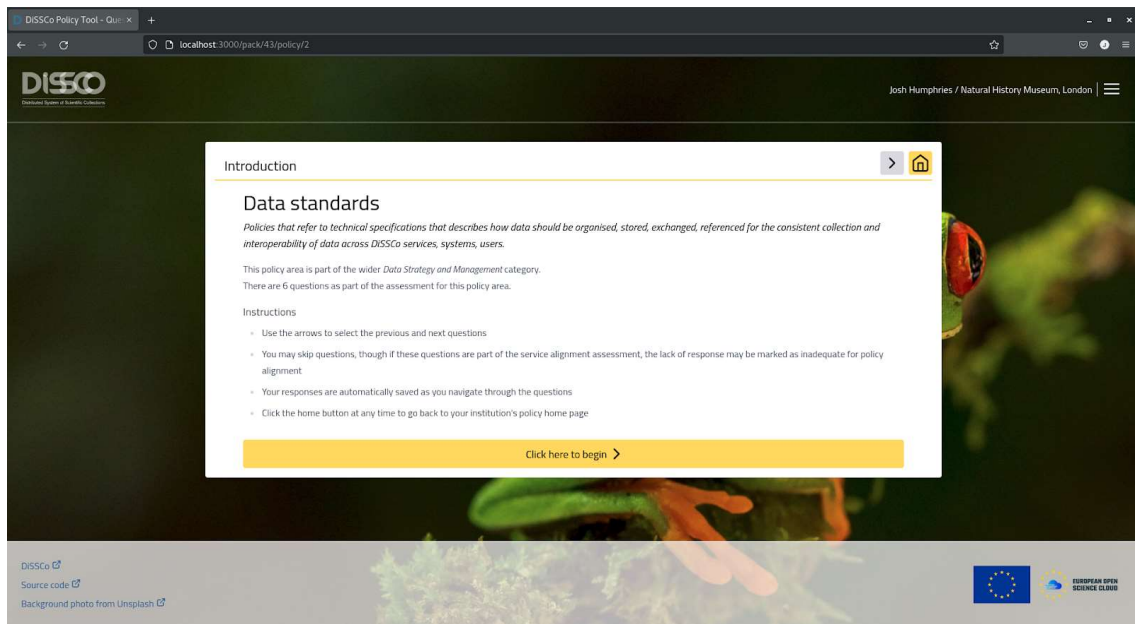 DiSSCo Policy Tool - Que
localhost:3000/pack/43/policy/2
DiSSCO
Distributed System of Scientific Collections
Josh Humphries / Natural History Museum, London
Introduction
Data standards
Policies that refer to technical specifications that describes how data should be organised, stored, exchanged, referenced for the consistent collection and
interoperability of data across DiSSCo services, systems, users.
This policy area is part of the wider Data Strategy and Management category.
There are 6 questions as part of the assessment for this policy area.
Instructions
Use the arrows to select the previous and next questions
You may skip questions, though if these questions are part of the service alignment assessment, the lack of response may be marked as inadequate for policy
alignment
Your responses are automatically saved as you navigate through the questions
Click the home button at any time to go back to your institution's policy home page
Click here to begin
DiSSCo
Source code
Background photo from Unsplash
EUROPEAN OPEN
SCIENCE CLOUD